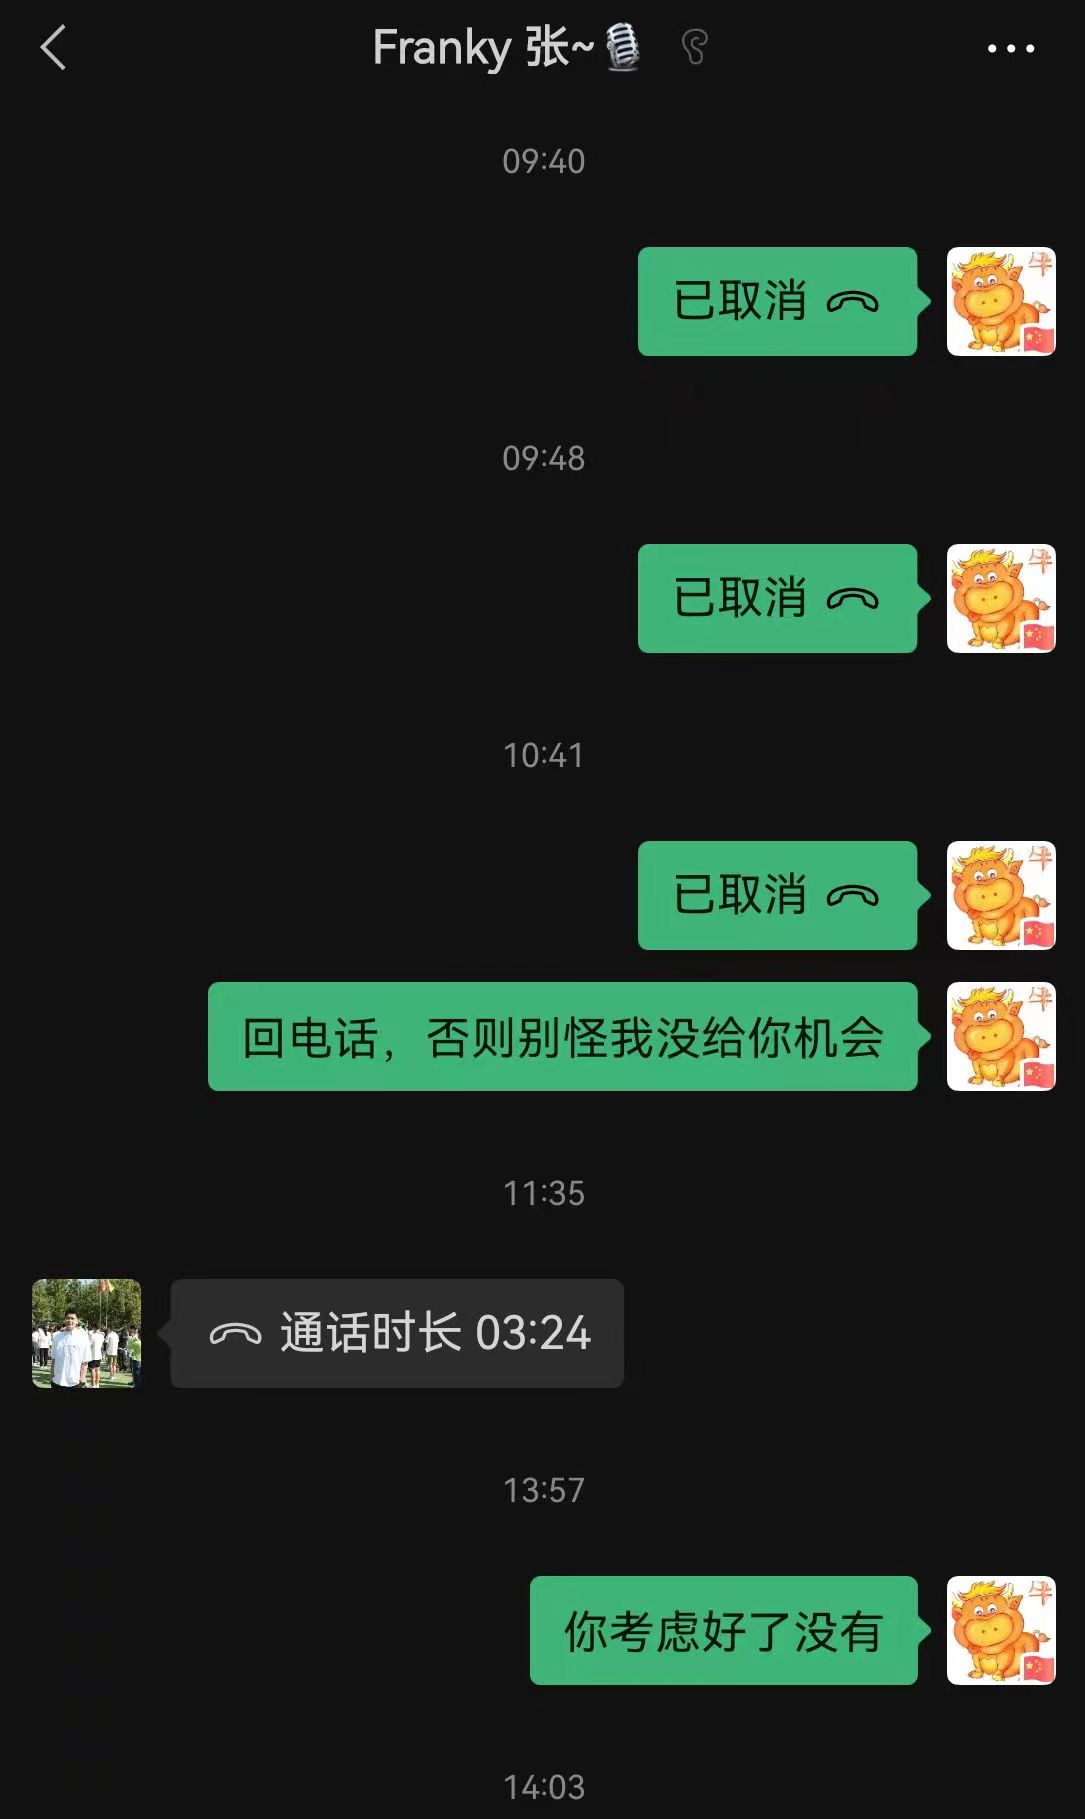 Franky 张~
09:40
已取消
牛
09:48
已取消
牛
10:41
已取消
牛
回电话，否则别怪我没给你机会
牛
11:35
通话时长 03:24
13:57
你考虑好了没有
牛
14:03